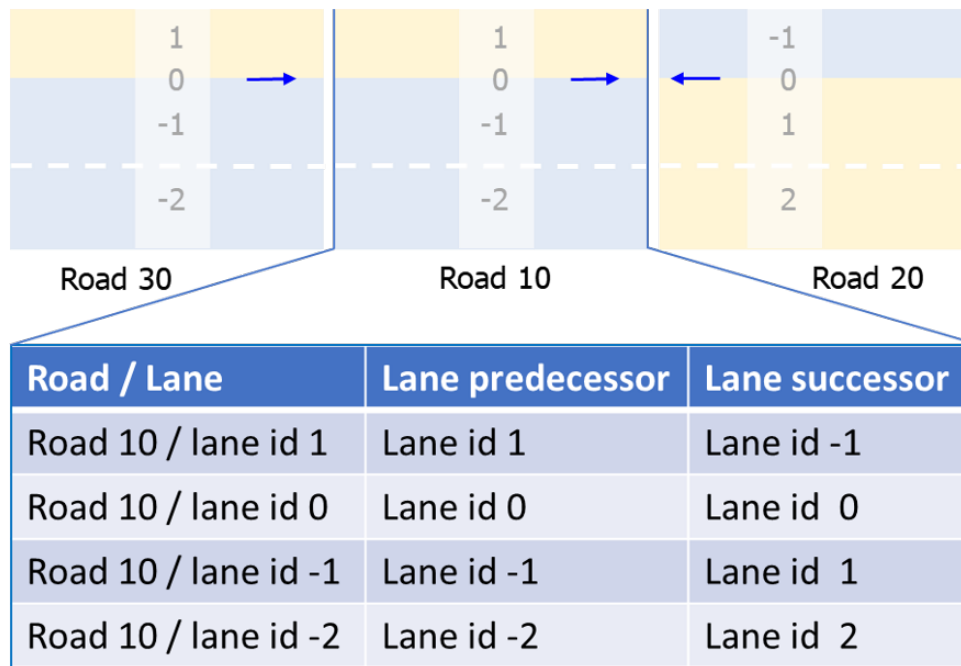 1 1 -1
0 0 0
-1 -1 1
-2 -2 2
Road 30 Road 10 Road 20
Road / Lane Lane predecessor Lane successor
Road 10 / lane id 1 Lane id 1 Lane id -1
Road 10 / lane id 0 Lane id 0 Lane id 0
Road 10 / lane id -1 Lane id -1 Lane id 1
Road 10 / lane id -2 Lane id -2 Lane id 2